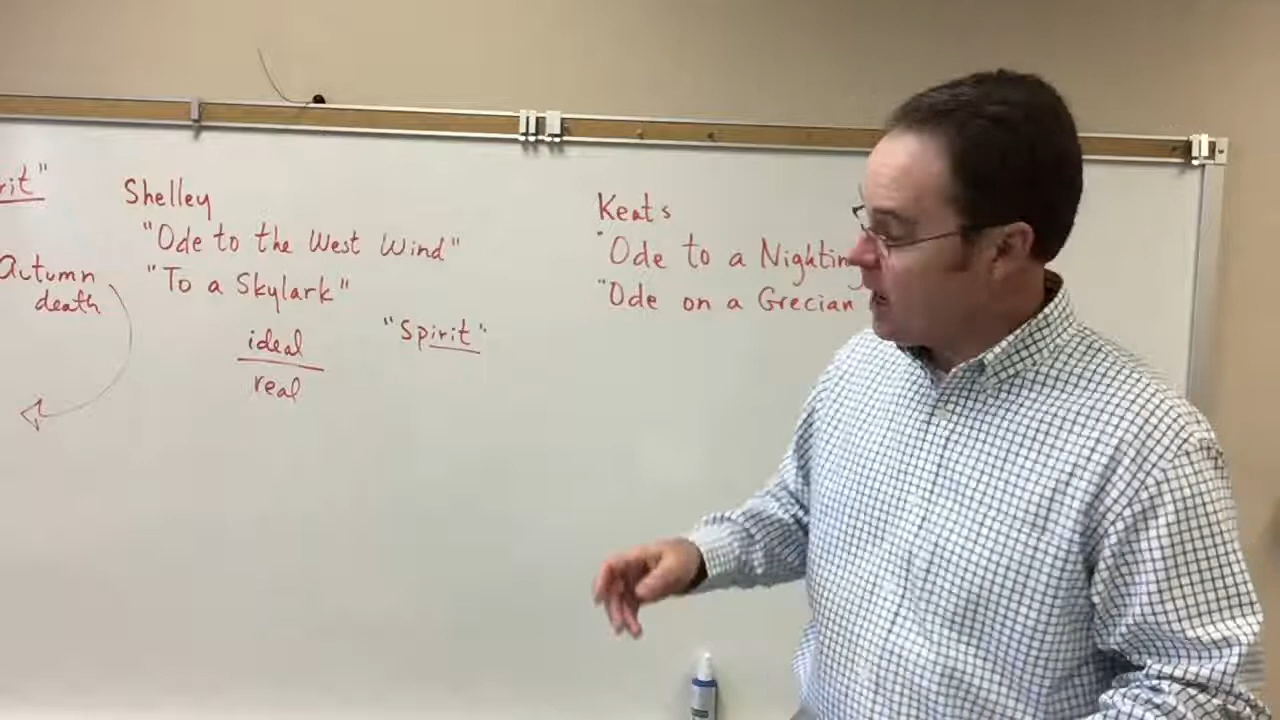 rit"
Autumn
death
Shelley
"Ode to the West Wind"
"To a Skylark"
ideal
real
"Spirit"
Keats
"Ode to a Nightin
"Ode on a Grecian